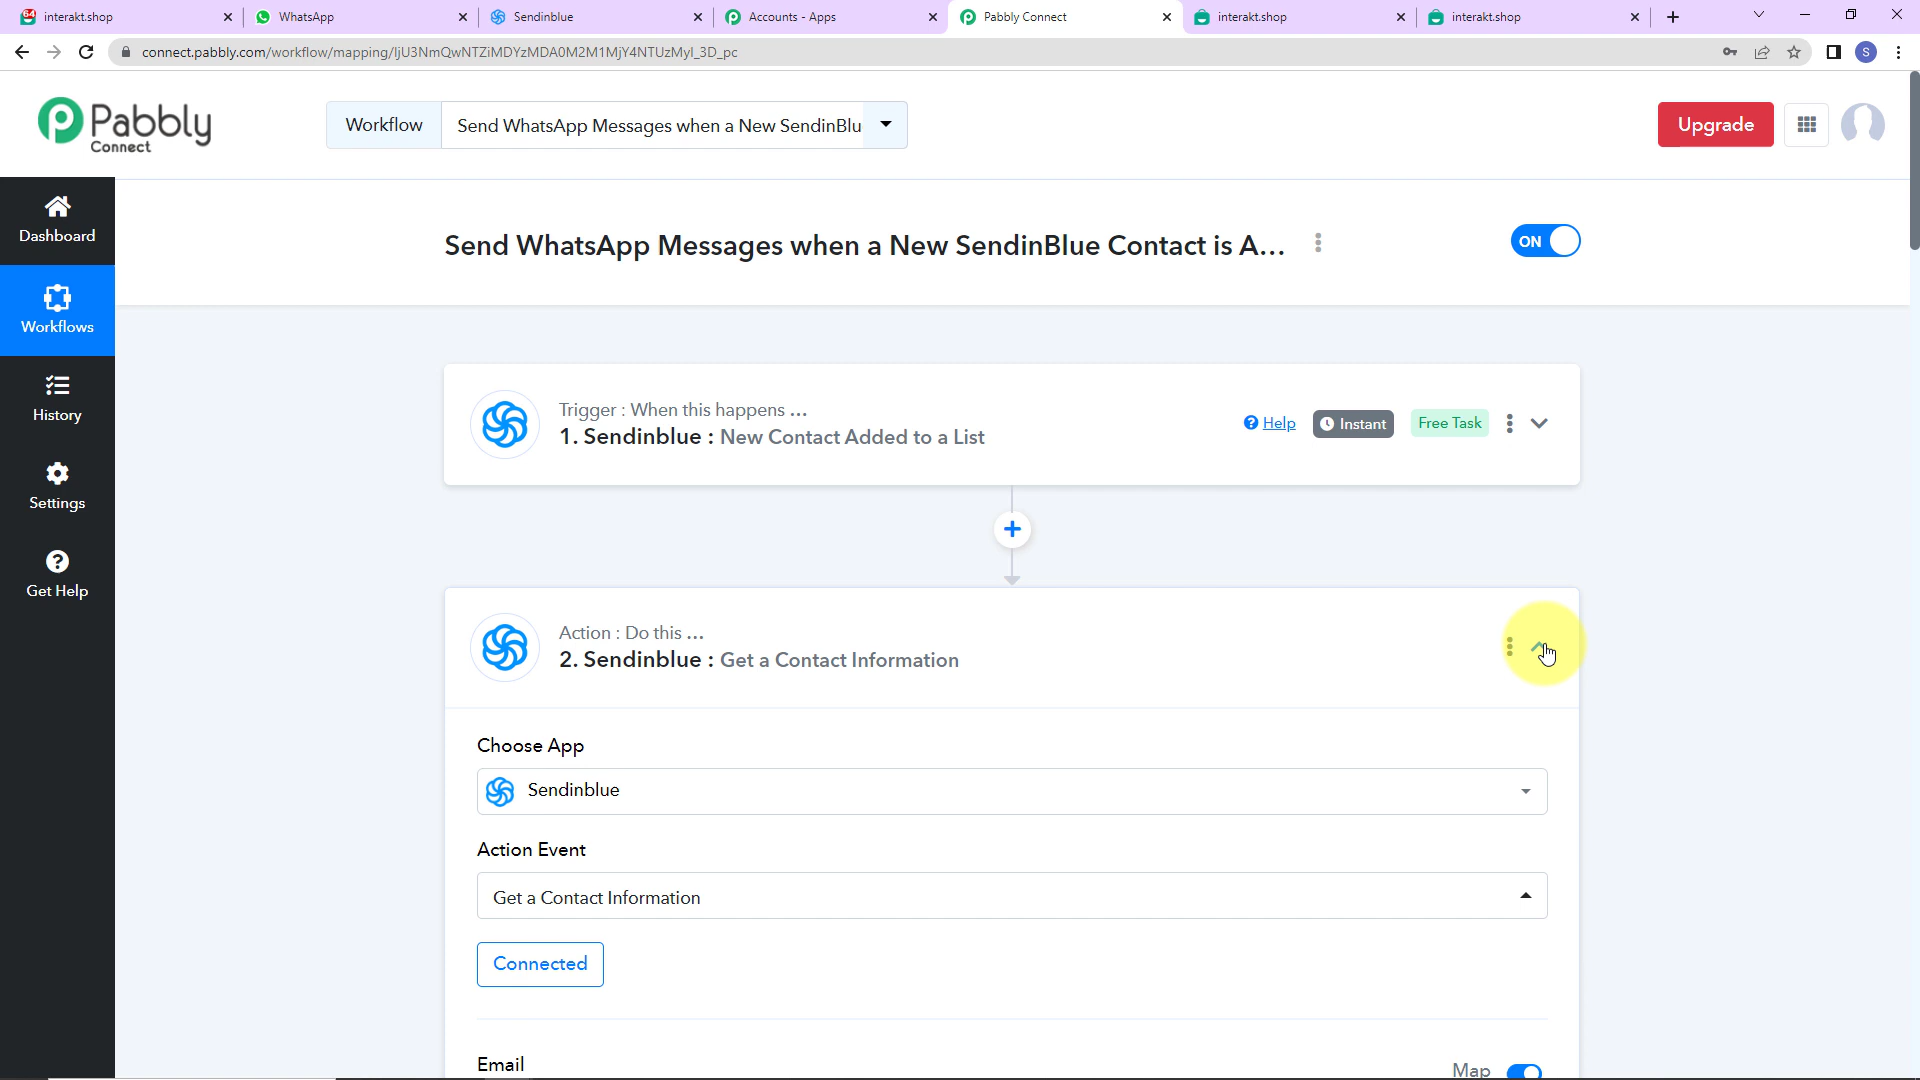 interakt.shop
WhatsApp
Sendinblue
Accounts - Apps
Pabbly Connect
interakt.shop
interakt.shop
connect.pabbly.com/workflow/mapping/IjU3NmQwNTZiMDYzMDA0M2M1MjY4NTUzMyI_3D_pc
S
Pabbly
Connect
Workflow
Send WhatsApp Messages when a New SendinBlu
Upgrade
Dashboard
Workflows
History
Settings
Get Help
Send WhatsApp Messages when a New SendinBlue Contact is A...
ON
Trigger : When this happens ...
1. Sendinblue : New Contact Added to a List
Help
Instant
Free Task
Action : Do this ...
2. Sendinblue : Get a Contact Information
Choose App
Sendinblue
Action Event
Get a Contact Information
Connected
Email
Map